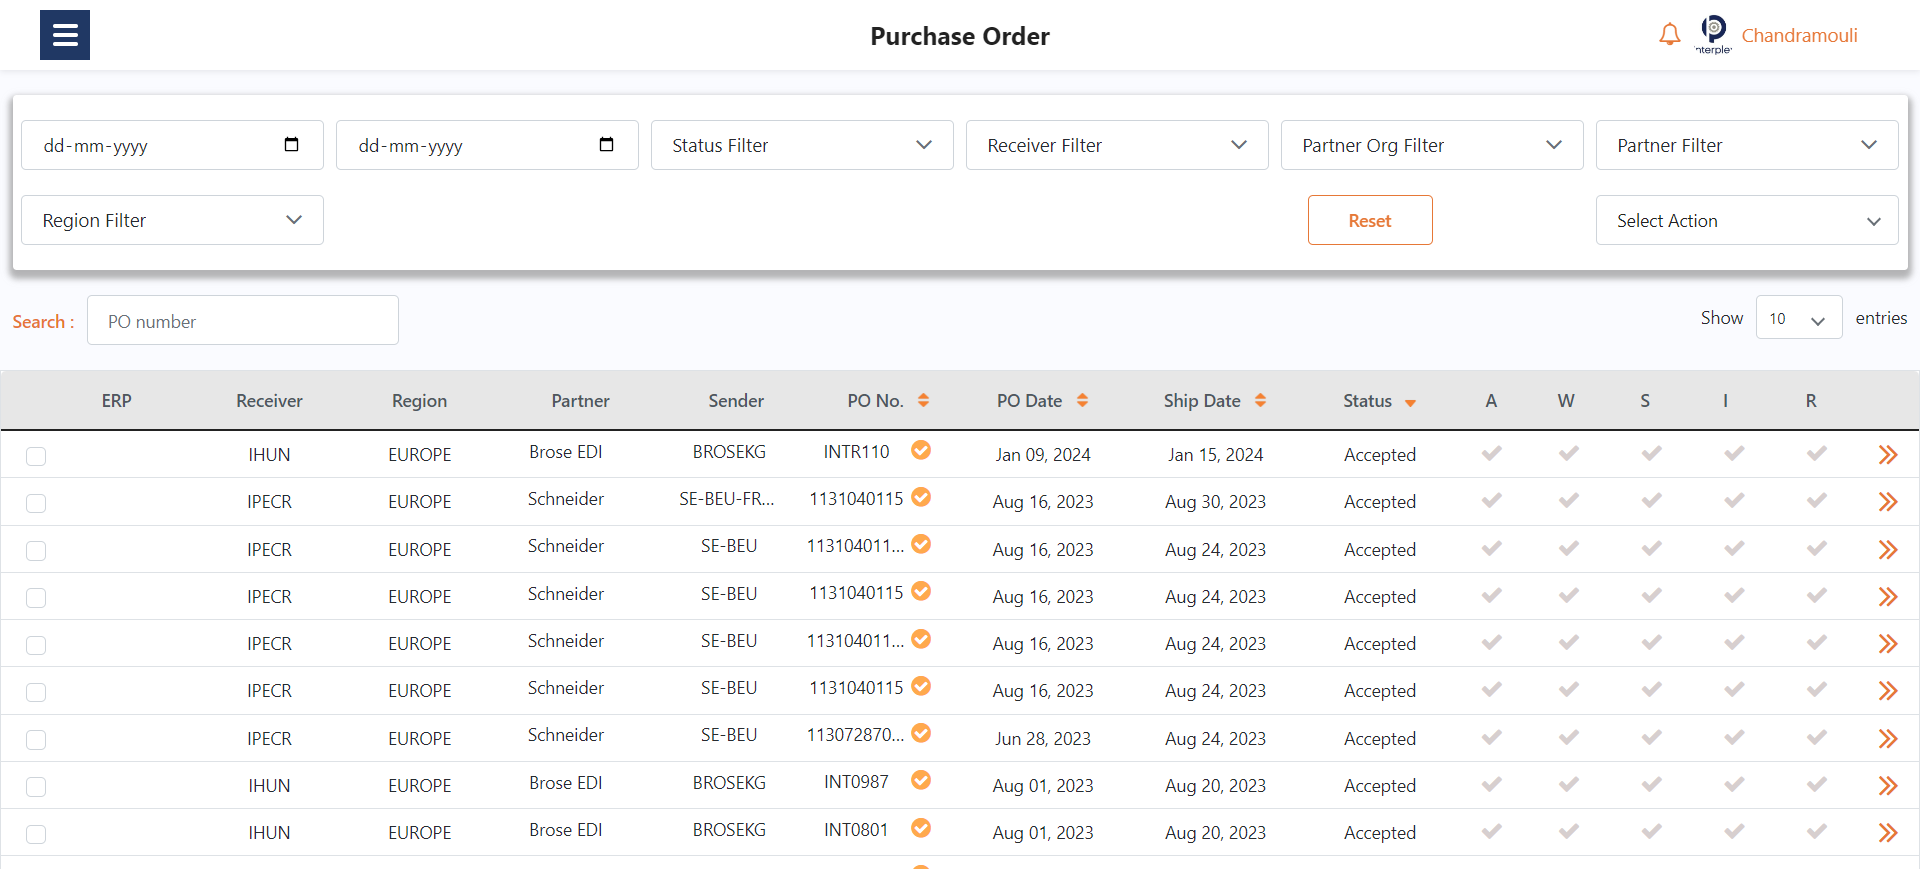 Purchase Order
Chandramouli
dd-mm-yyyy dd-mm-yyyy Status Filter Receiver Filter Partner Org Filter Partner Filter
Region Filter Reset Select Action
Search : PO number Show 10 entries
ERP Receiver Region Partner Sender PO No. PO Date Ship Date Status A W S I R
IHUN EUROPE Brose EDI BROSEKG INTR110 Jan 09, 2024 Jan 15, 2024 Accepted
IPECR EUROPE Schneider SE-BEU-FR... 1131040115 Aug 16, 2023 Aug 30, 2023 Accepted
IPECR EUROPE Schneider SE-BEU 113104011... Aug 16, 2023 Aug 24, 2023 Accepted
IPECR EUROPE Schneider SE-BEU 1131040115 Aug 16, 2023 Aug 24, 2023 Accepted
IPECR EUROPE Schneider SE-BEU 113104011... Aug 16, 2023 Aug 24, 2023 Accepted
IPECR EUROPE Schneider SE-BEU 1131040115 Aug 16, 2023 Aug 24, 2023 Accepted
IPECR EUROPE Schneider SE-BEU 113072870... Jun 28, 2023 Aug 24, 2023 Accepted
IHUN EUROPE Brose EDI BROSEKG INT0987 Aug 01, 2023 Aug 20, 2023 Accepted
IHUN EUROPE Brose EDI BROSEKG INT0801 Aug 01, 2023 Aug 20, 2023 Accepted